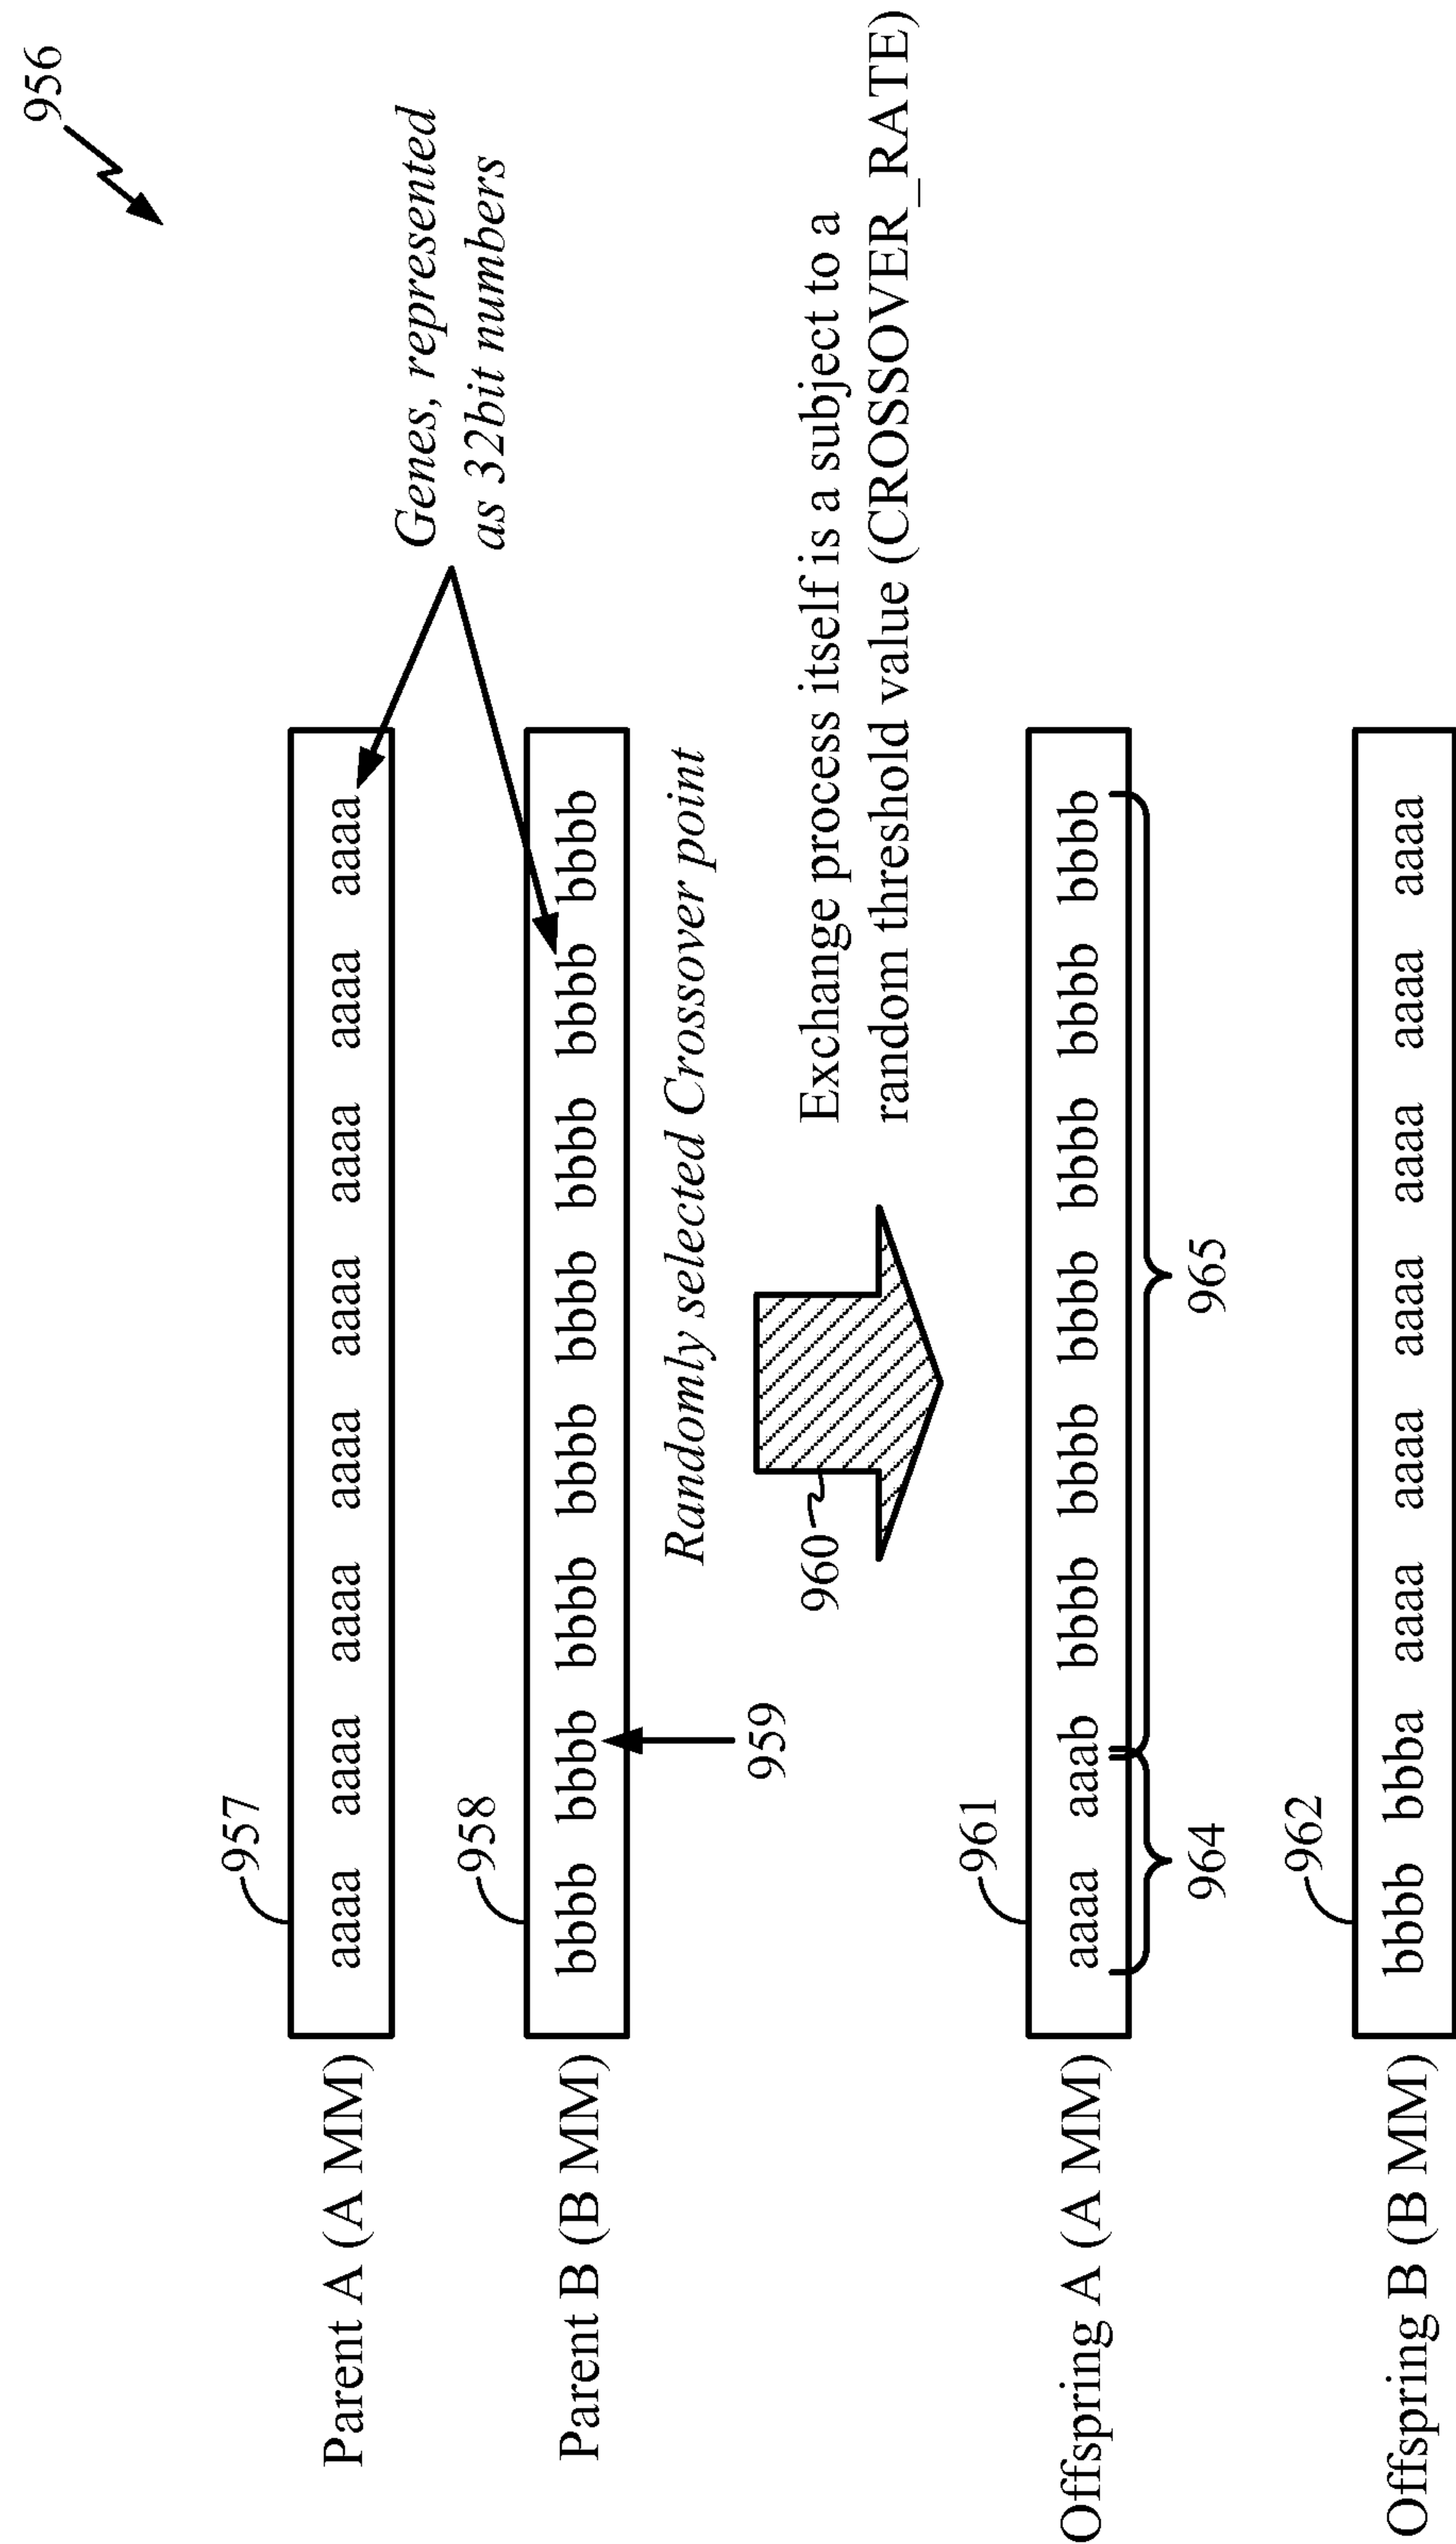 956
Genes, represented
as 32bit numbers
957
Parent A (A MM) aaaa aaaa aaaa aaaa aaaa aaaa aaaa aaaa
958
Parent B (B MM) bbbb bbbb bbbb bbbb bbbb bbbb bbbb bbbb
959
Randomly selected Crossover point
960
Exchange process itself is a subject to a
random threshold value (CROSSOVER_RATE)
961
Offspring A (A MM) aaaa aaab bbbb bbbb bbbb bbbb bbbb bbbb
964
965
962
Offspring B (B MM) bbbb bbba aaaa aaaa aaaa aaaa aaaa aaaa